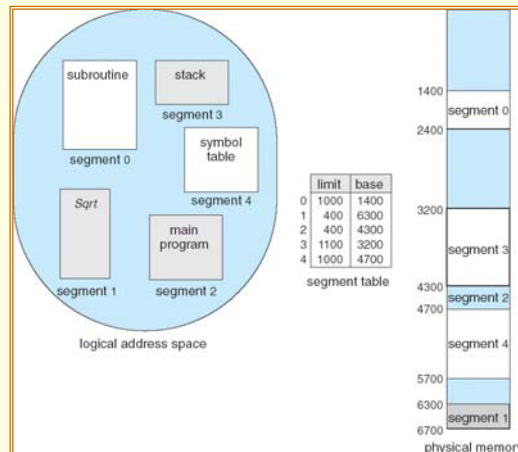 subroutine
segment 0
stack
segment 3
symbol
table
segment 4
Sqrt
segment 1
main
program
segment 2
logical address space
limit base
0 1000 1400
1 400 6300
2 400 4300
3 1100 3200
4 1000 4700
segment table
1400
segment 0
2400
3200
segment 3
4300
segment 2
4700
segment 4
5700
6300
segment 1
6700
physical memory